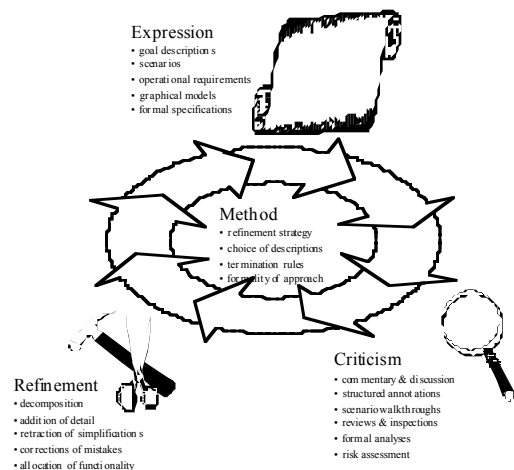 Expression
• goal descriptions
• scenarios
• operational requirements
• graphical models
• formal specifications
Method
• refinement strategy
• choice of descriptions
• termination rules
• formality of approach
Criticism
• commentary & discussion
• structured annotations
• scenario walkthroughs
• reviews & inspections
• formal analyses
• risk assessment
Refinement
• decomposition
• addition of detail
• retraction of simplifications
• corrections of mistakes
• allocation of functionality